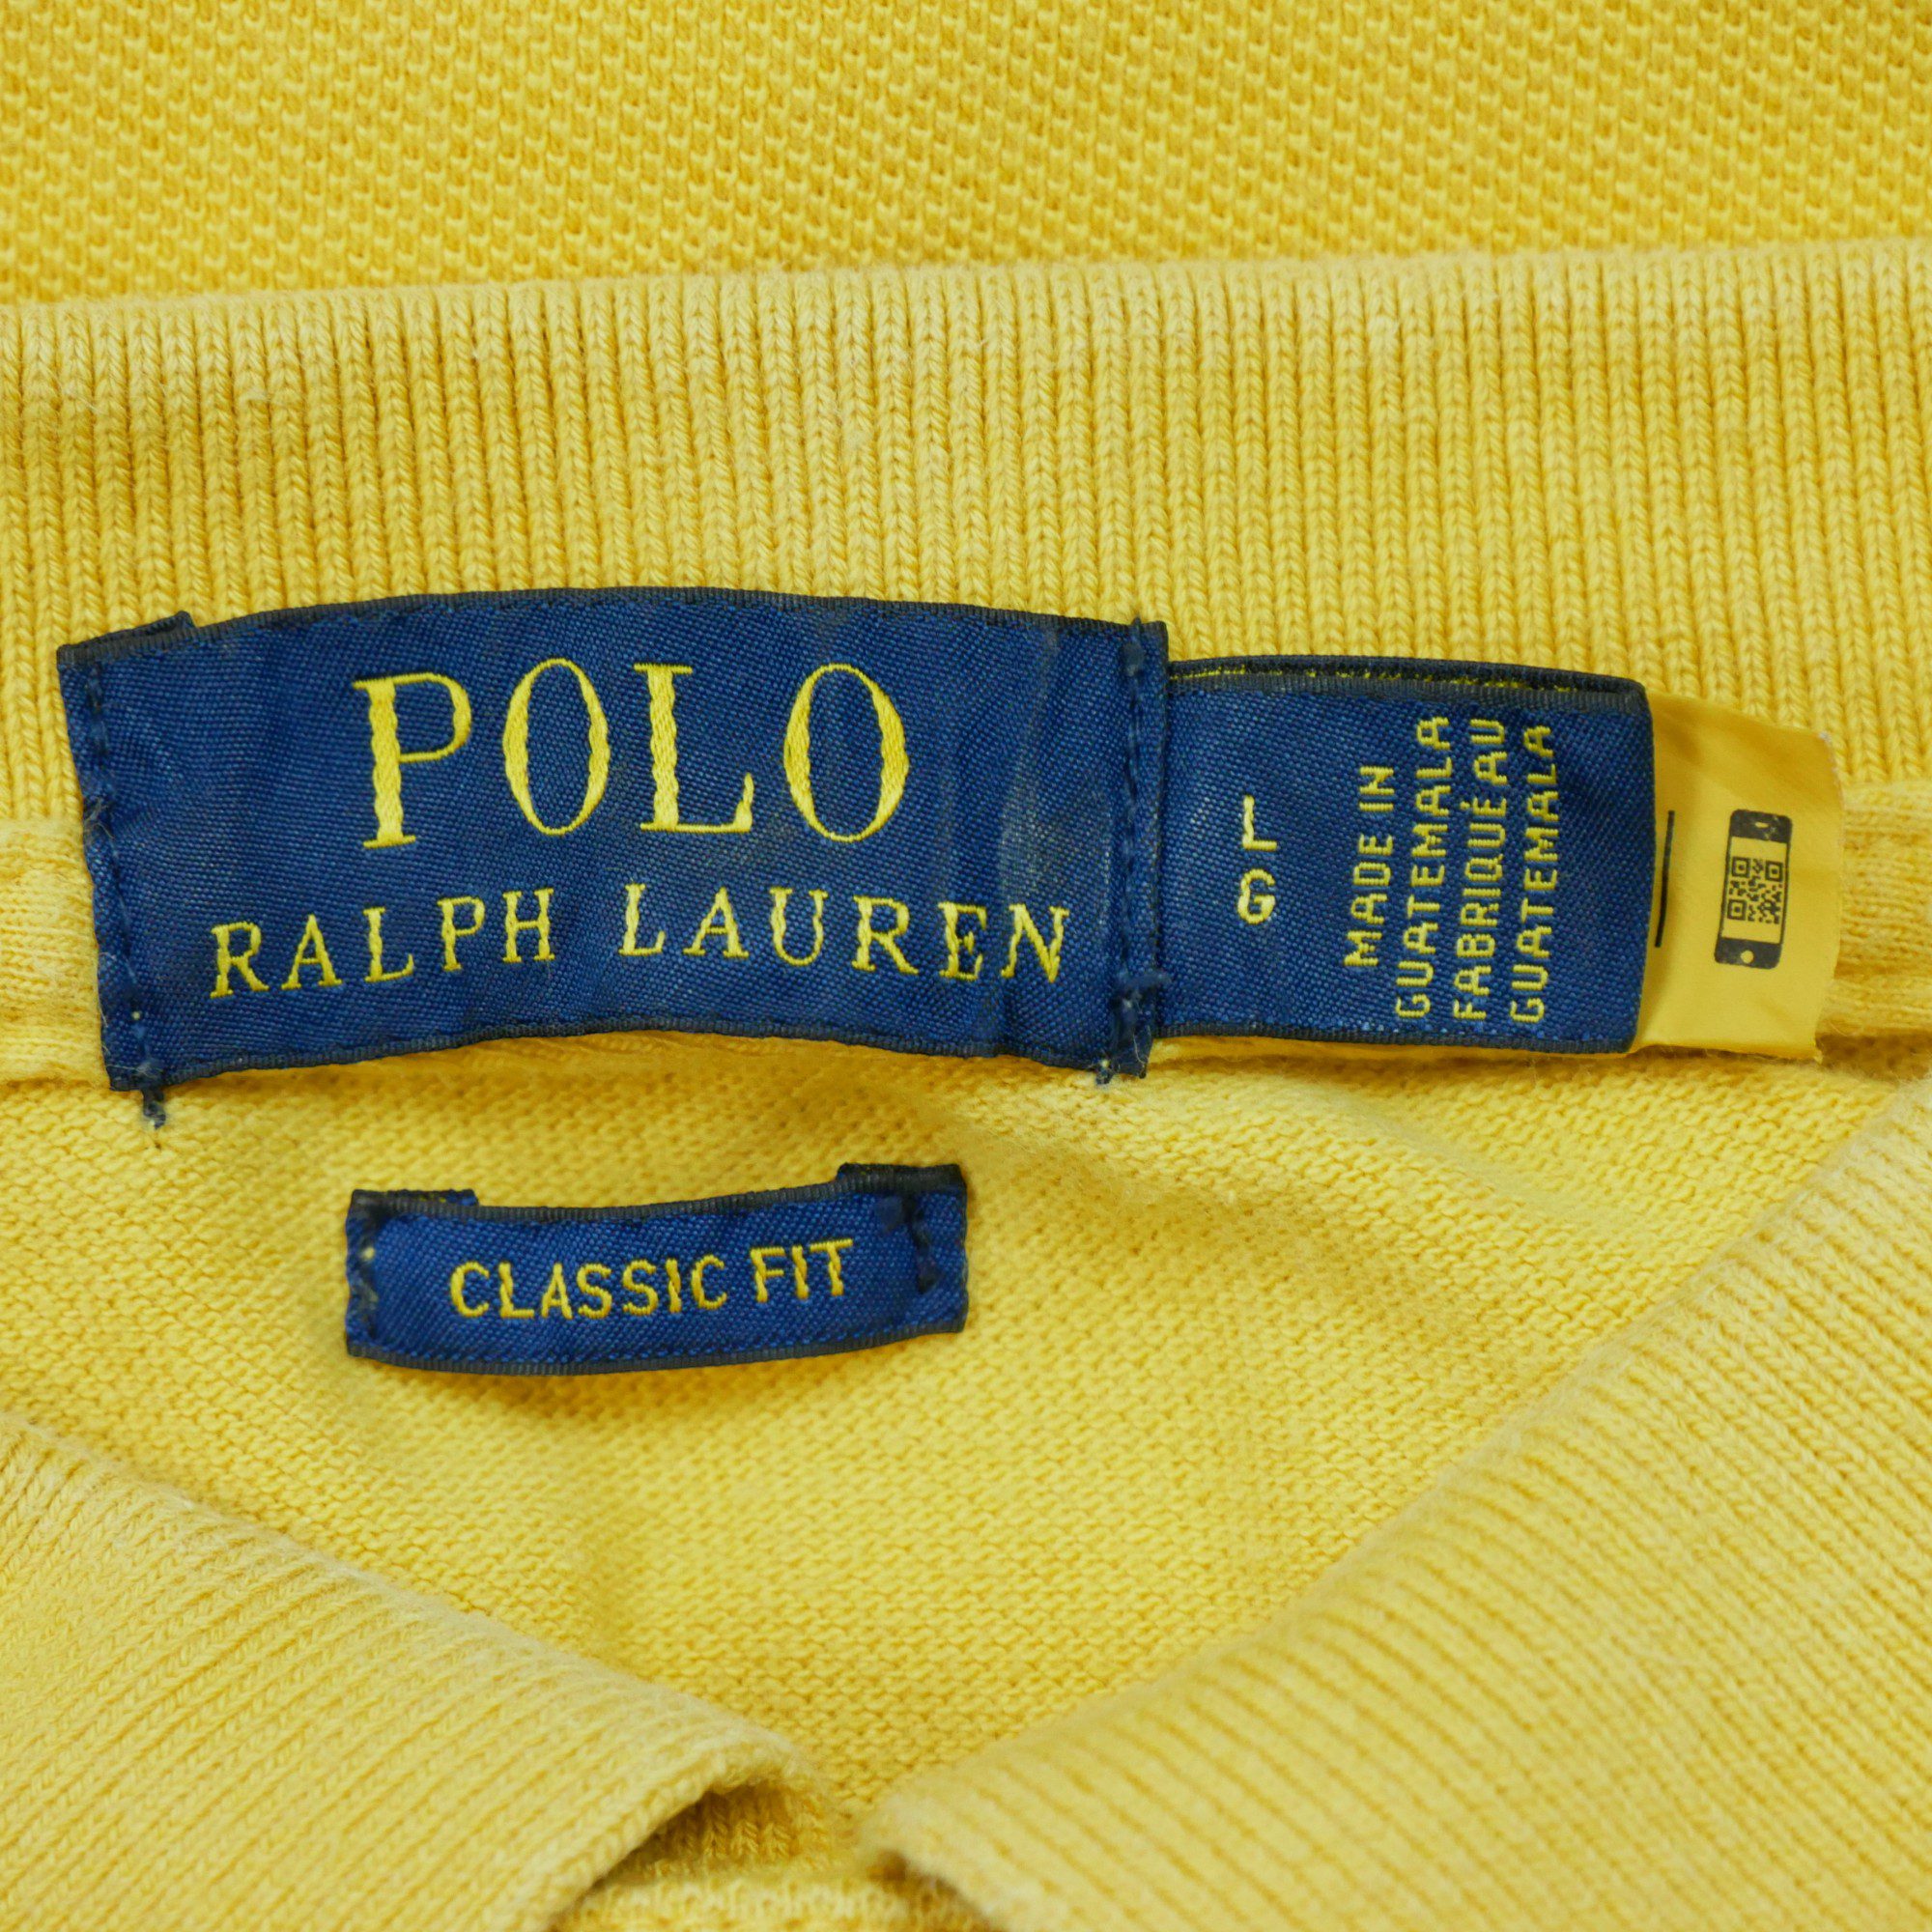 POLO
RALPH LAUREN
L
G
MADE IN
GUATEMALA
FABRIQUÉ AU
GUATEMALA
CLASSIC FIT